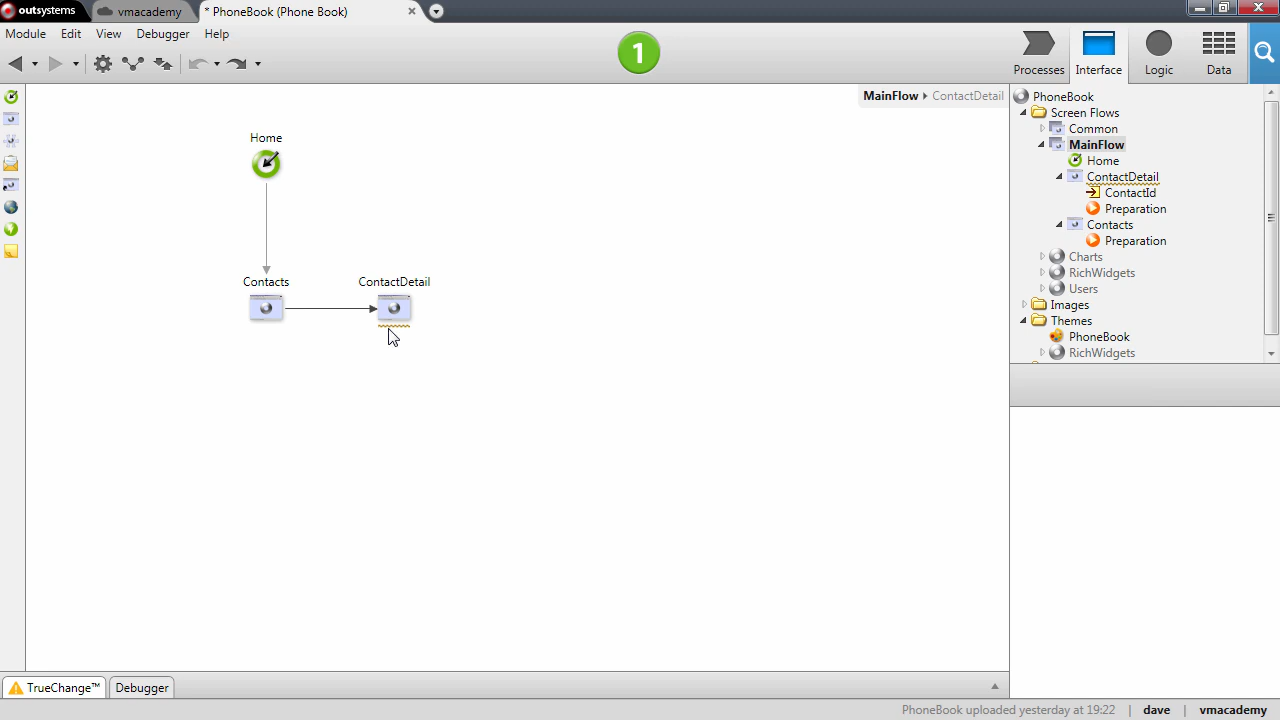 outsystems
vmacademy
* PhoneBook (Phone Book)
Module Edit View Debugger Help
1
Processes Interface Logic Data
MainFlow ContactDetail
Home
Contacts ContactDetail
PhoneBook
Screen Flows
Common
MainFlow
Home
ContactDetail
ContactId
Preparation
Contacts
Preparation
Charts
RichWidgets
Users
Images
Themes
PhoneBook
RichWidgets
TrueChange™ Debugger
PhoneBook uploaded yesterday at 19:22 | dave | vmacademy